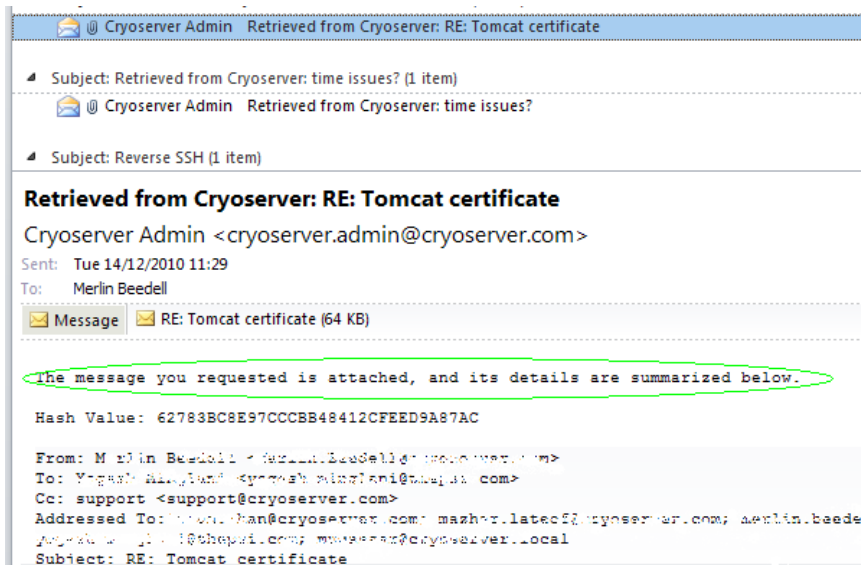 Cryoserver Admin Retrieved from Cryoserver: RE: Tomcat certificate
Subject: Retrieved from Cryoserver: time issues? (1 item)
Cryoserver Admin Retrieved from Cryoserver: time issues?
Subject: Reverse SSH (1 item)
Retrieved from Cryoserver: RE: Tomcat certificate
Cryoserver Admin <cryoserver.admin@cryoserver.com>
Sent: Tue 14/12/2010 11:29
To: Merlin Beedell
Message RE: Tomcat certificate (64 KB)
The message you requested is attached, and its details are summarized below.
Hash Value: 62783BC8E97CCCBB48412CFEED9A87AC
From:
To:
Cc: support <support@cryoserver.com>
Addressed To:
Subject: RE: Tomcat certificate